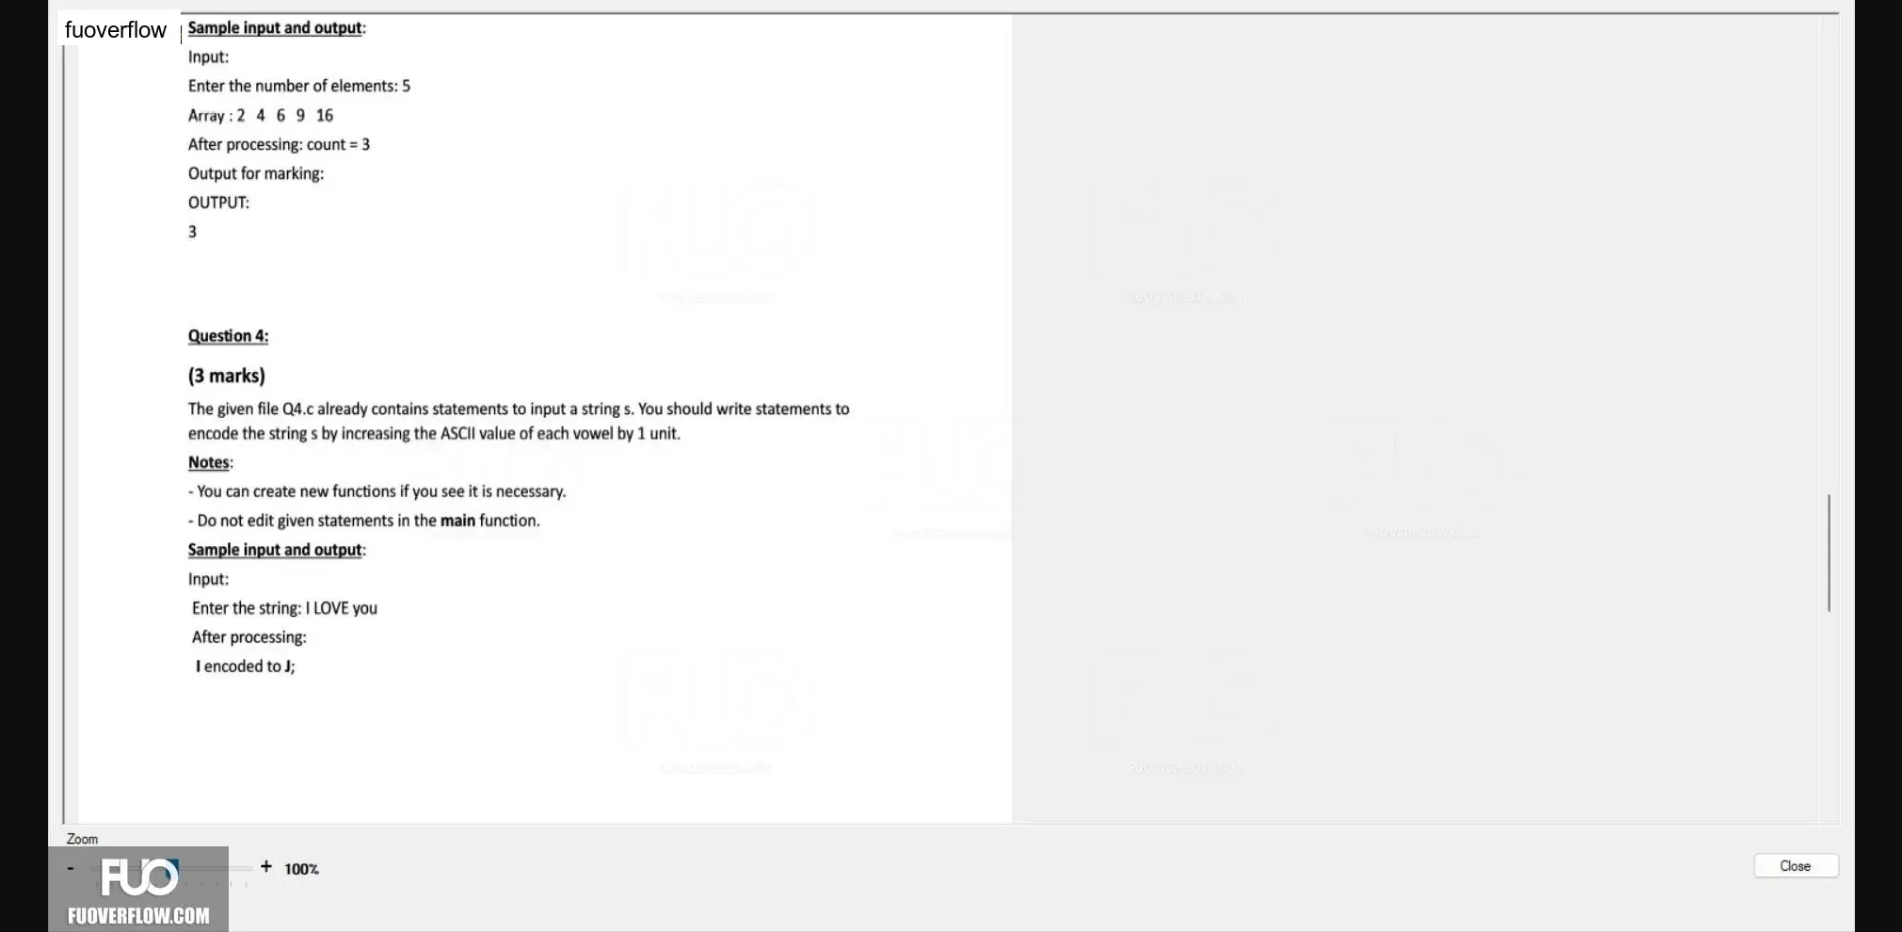 fuoverflow
Sample input and output:
Input:
Enter the number of elements: 5
Array : 2 4 6 9 16
After processing: count = 3
Output for marking:
OUTPUT:
3
Question 4:
(3 marks)
The given file Q4.c already contains statements to input a string s. You should write statements to
encode the string s by increasing the ASCII value of each vowel by 1 unit.
Notes:
- You can create new functions if you see it is necessary.
- Do not edit given statements in the main function.
Sample input and output:
Input:
Enter the string: I LOVE you
After processing:
I encoded to J;
Zoom
- + 100%
Close
FUO
FUOVERFLOW.COM